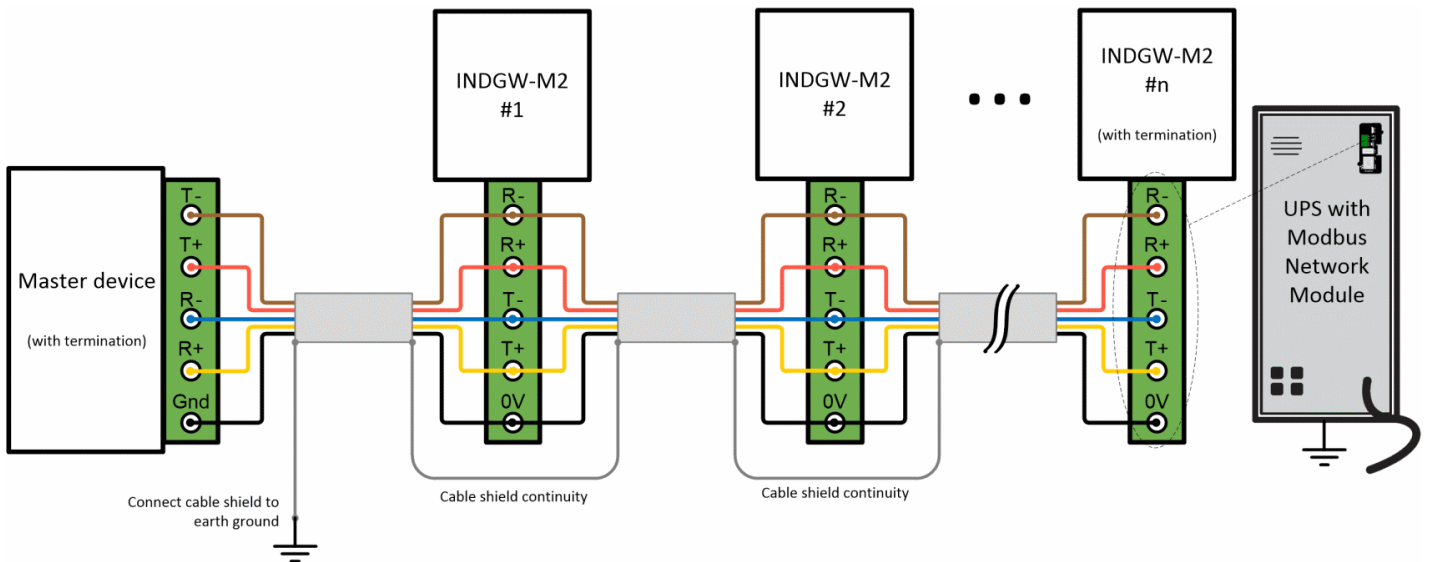 INDGW-M2
#1
INDGW-M2
#2
INDGW-M2
#n
(with termination)
Master device
(with termination)
T-
T+
R-
R+
Gnd
R-
R+
T-
T+
0V
R-
R+
T-
T+
0V
R-
R+
T-
T+
0V
UPS with
Modbus
Network
Module
Connect cable shield to
earth ground
Cable shield continuity
Cable shield continuity